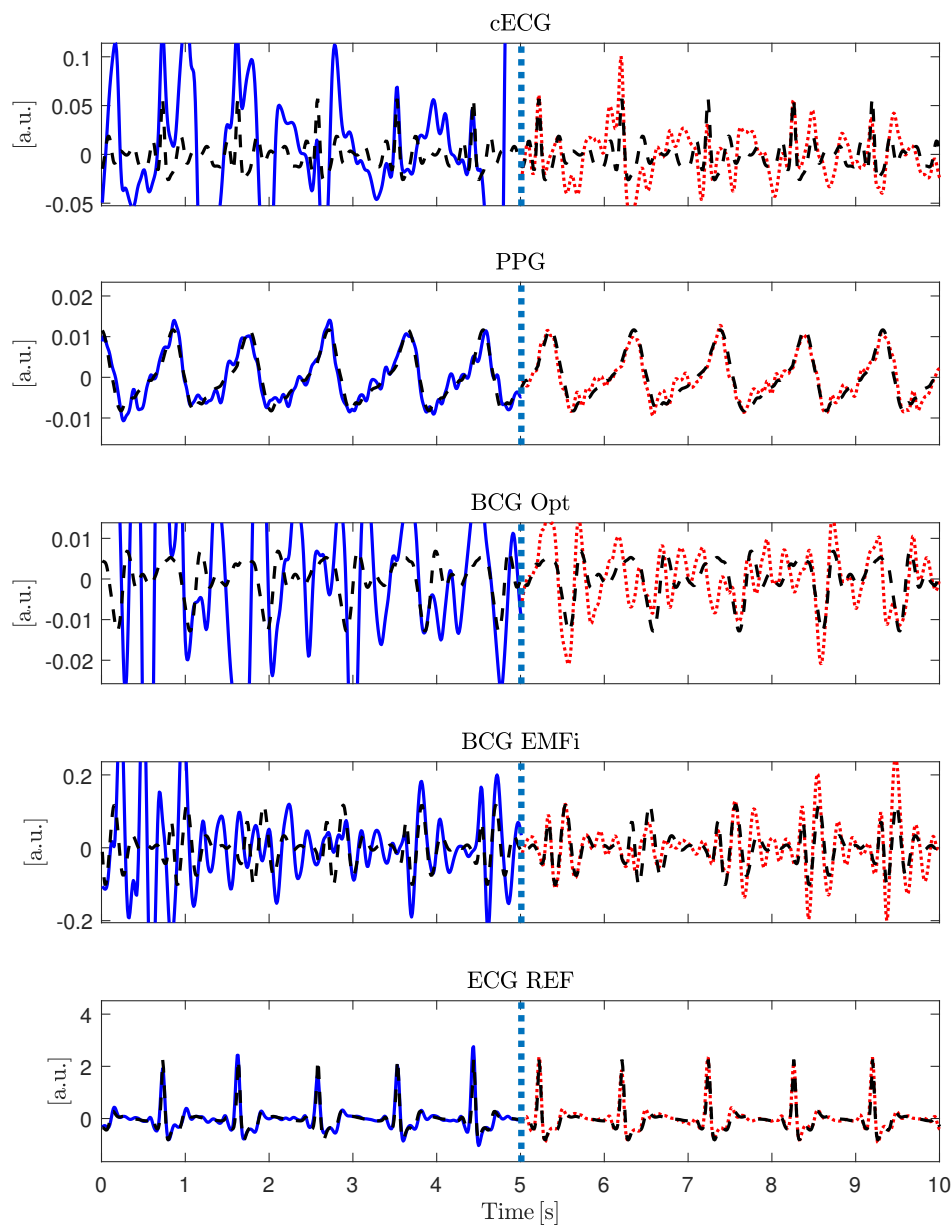 cECG
0.1
0.05
0
-0.05
[a.u.]
PPG
0.02
0.01
0
-0.01
[a.u.]
BCG Opt
0.01
0
-0.01
-0.02
[a.u.]
BCG EMFi
0.2
0
-0.2
[a.u.]
ECG REF
4
2
0
[a.u.]
0 1 2 3 4 5 6 7 8 9 10
Time [s]